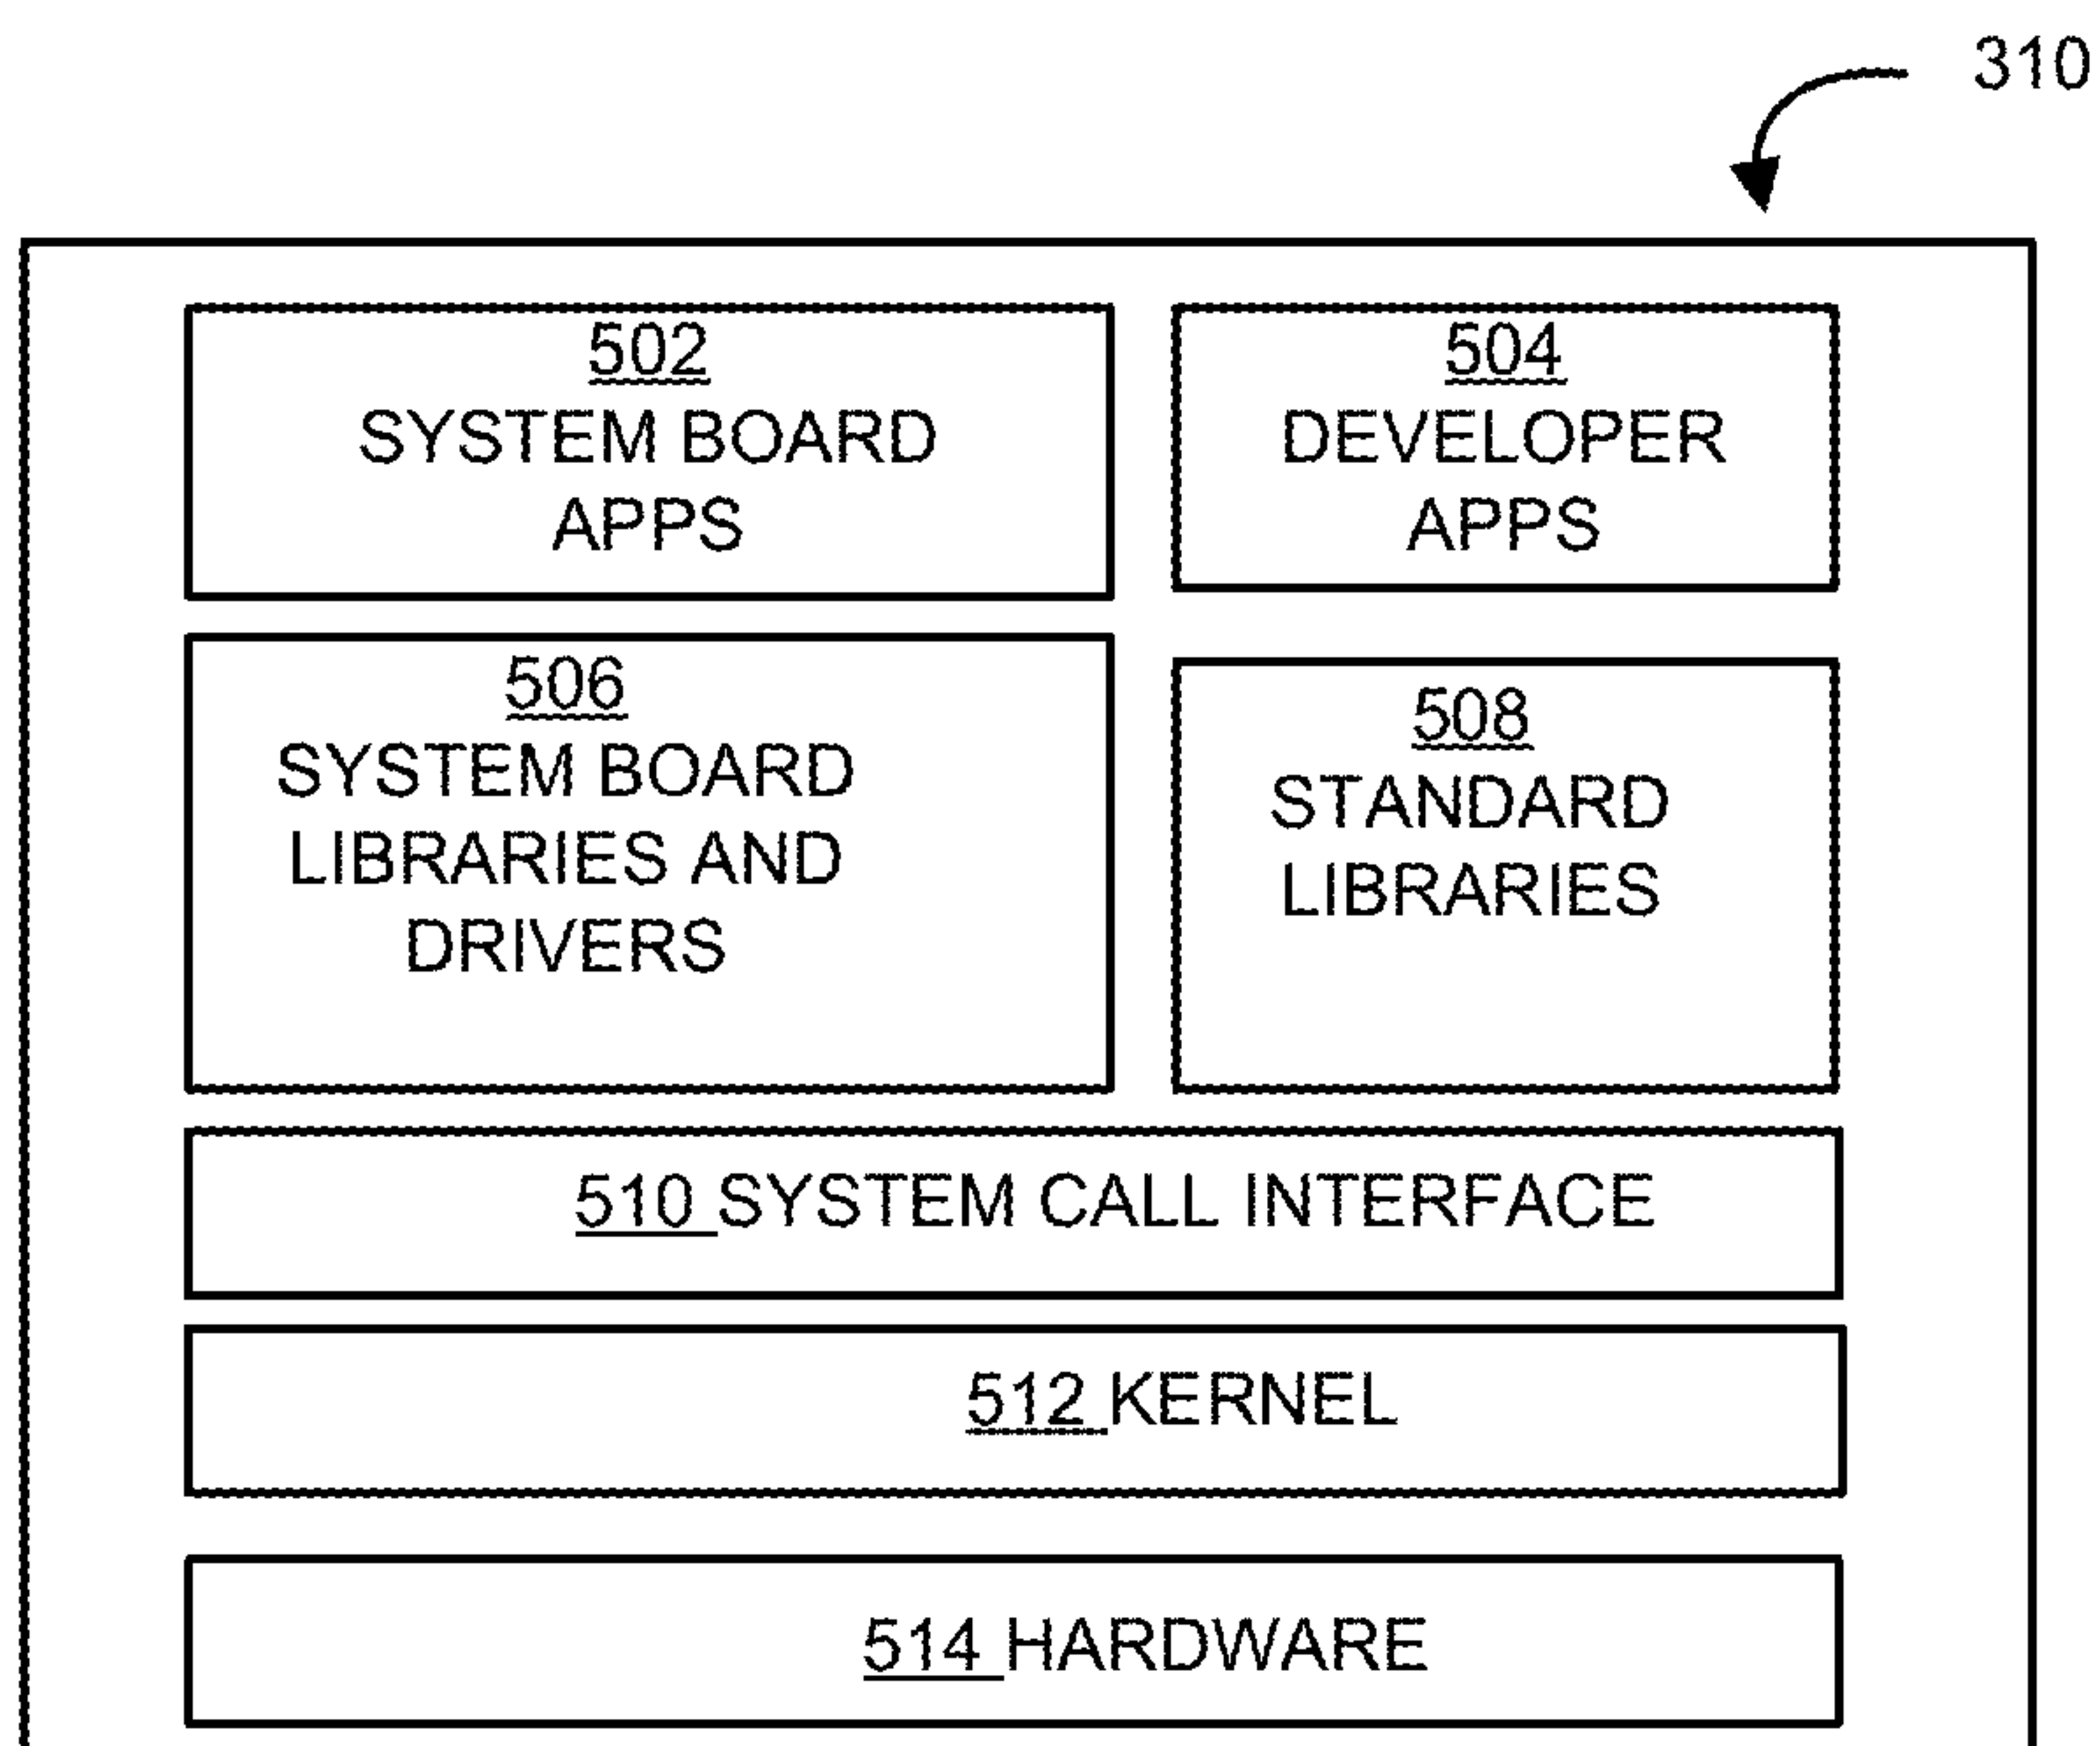 310
502
SYSTEM BOARD
APPS
504
DEVELOPER
APPS
506
SYSTEM BOARD
LIBRARIES AND
DRIVERS
508
STANDARD
LIBRARIES
510 SYSTEM CALL INTERFACE
512 KERNEL
514 HARDWARE